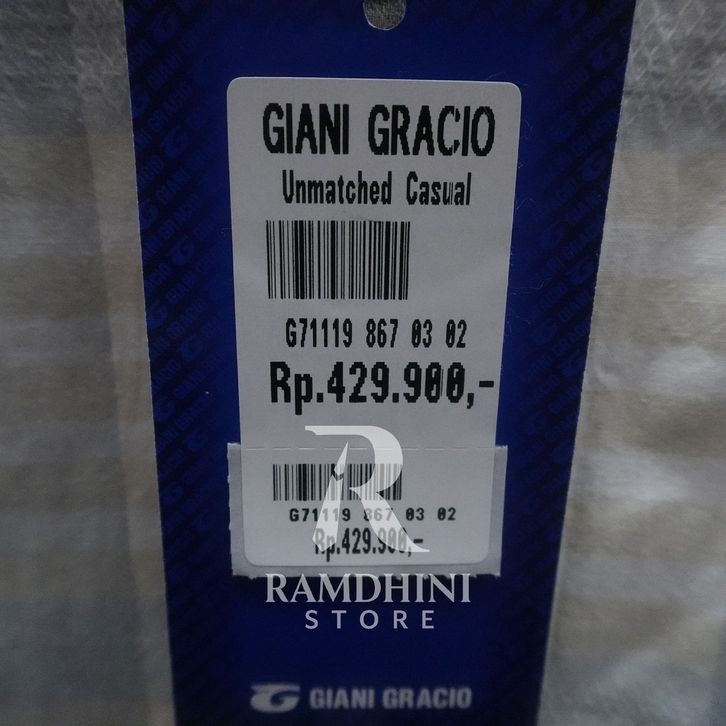 GIANI GRACIO
Unmatched Casual
G71119 867 03 02
Rp.429.900,-
G71119 867 03 02
Rp.429.900,-
RAMDHINI
STORE
GIANI GRACIO